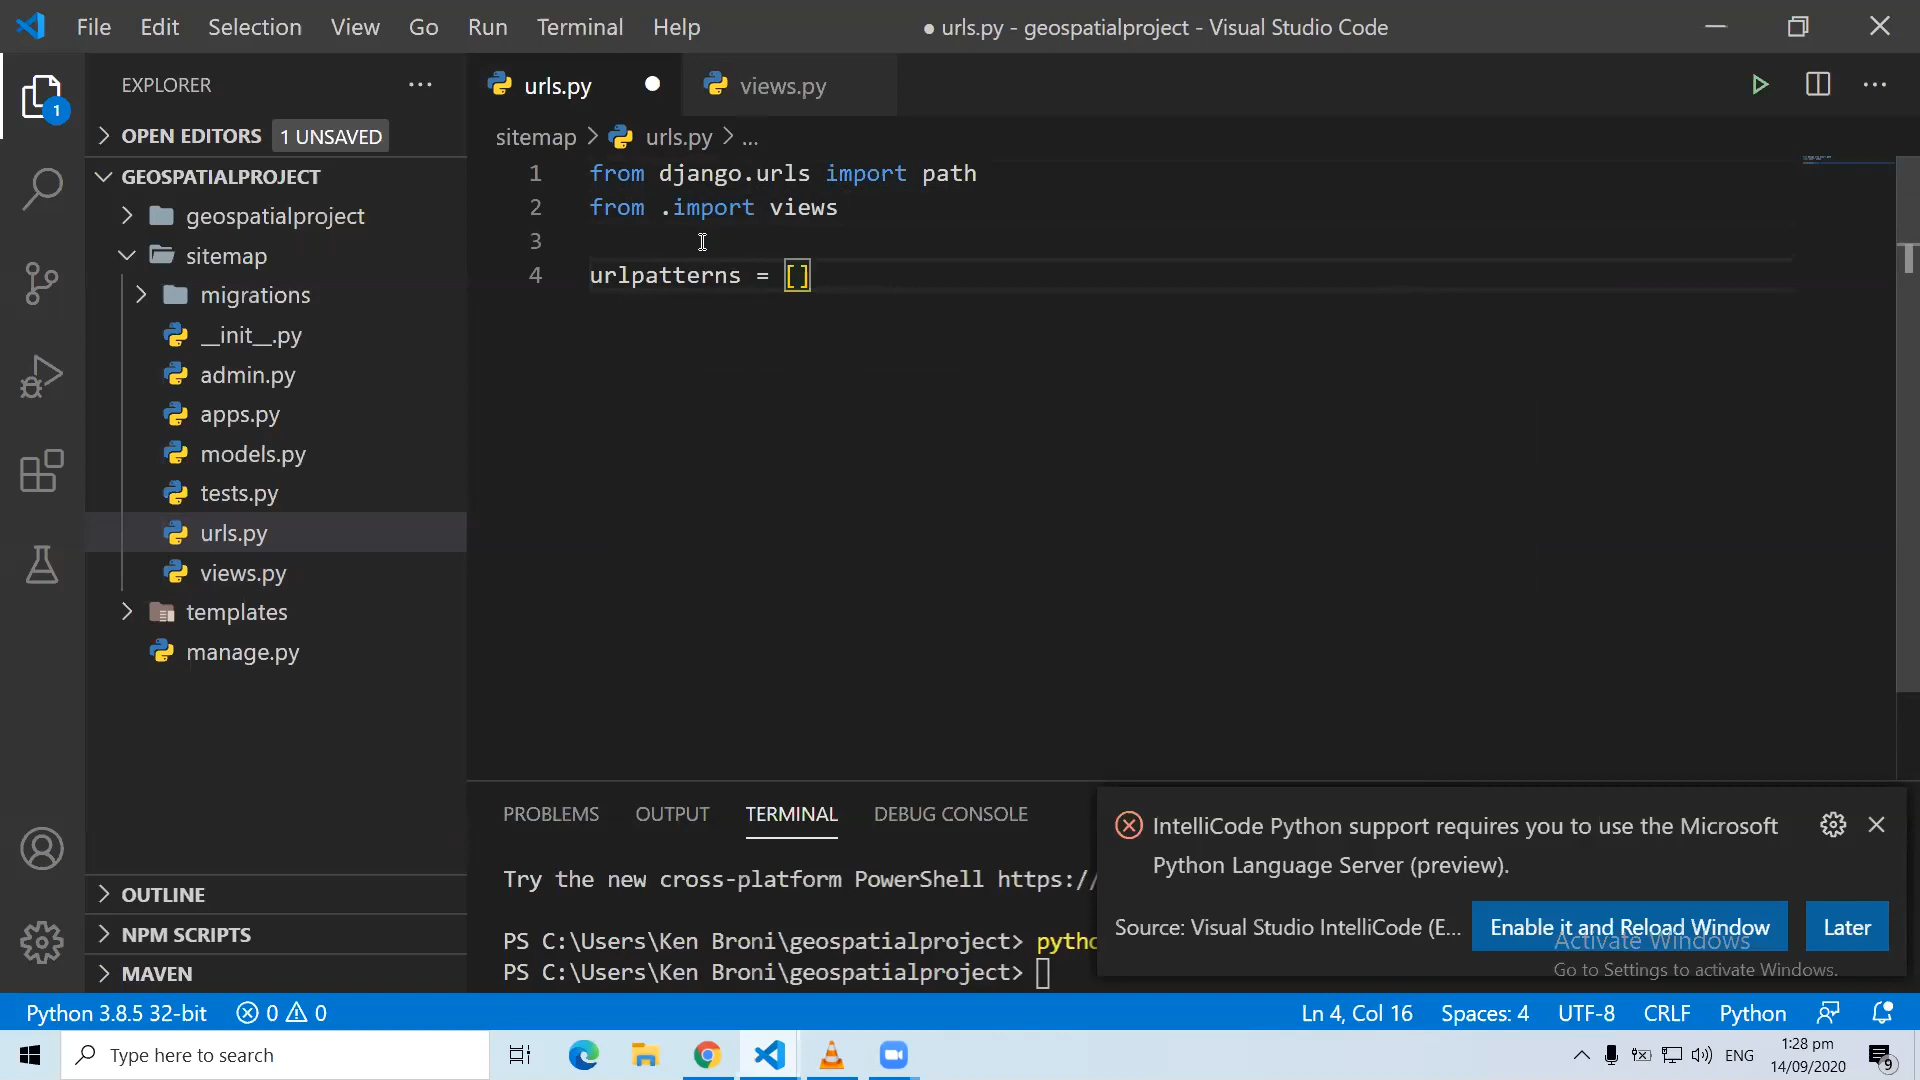 File Edit Selection View Go Run Terminal Help ● urls.py - geospatialproject - Visual Studio Code
EXPLORER
1
OPEN EDITORS 1 UNSAVED
GEOSPATIALPROJECT
geospatialproject
sitemap
migrations
__init__.py
admin.py
apps.py
models.py
tests.py
urls.py
views.py
templates
manage.py
OUTLINE
NPM SCRIPTS
MAVEN
urls.py views.py
sitemap > urls.py > ...
1 from django.urls import path
2 from .import views
3
4 urlpatterns = []
PROBLEMS OUTPUT TERMINAL DEBUG CONSOLE
Try the new cross-platform PowerShell https:/
PS C:\Users\Ken Broni\geospatialproject> pytho
PS C:\Users\Ken Broni\geospatialproject>
IntelliCode Python support requires you to use the Microsoft
Python Language Server (preview).
Source: Visual Studio IntelliCode (E... Enable it and Reload Window Later
Activate Windows
Go to Settings to activate Windows.
Python 3.8.5 32-bit 0 0 Ln 4, Col 16 Spaces: 4 UTF-8 CRLF Python
Type here to search
ENG
1:28 pm
14/09/2020
9